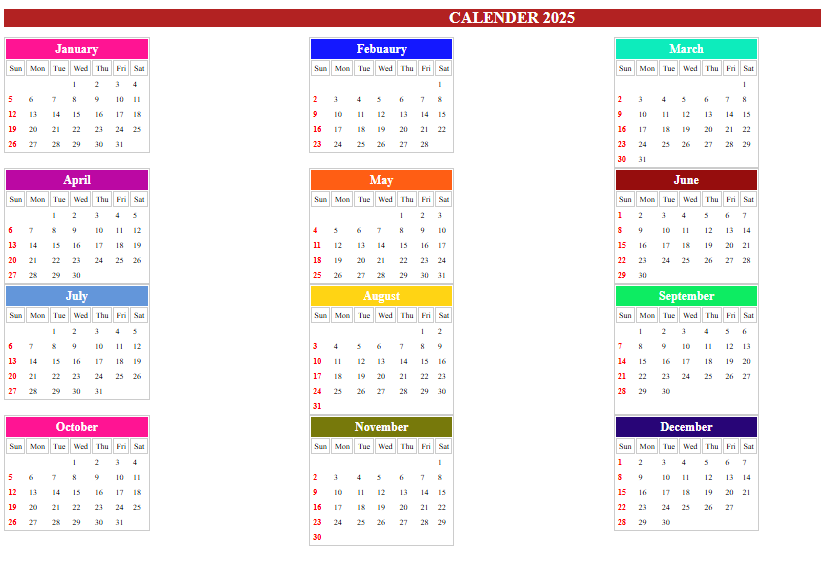 CALENDER 2025
January
Sun Mon Tue Wed Thu Fri Sat
1 2 3 4
5 6 7 8 9 10 11
12 13 14 15 16 17 18
19 20 21 22 23 24 25
26 27 28 29 30 31
Febuaury
Sun Mon Tue Wed Thu Fri Sat
1
2 3 4 5 6 7 8
9 10 11 12 13 14 15
16 17 18 19 20 21 22
23 24 25 26 27 28
March
Sun Mon Tue Wed Thu Fri Sat
1
2 3 4 5 6 7 8
9 10 11 12 13 14 15
16 17 18 19 20 21 22
23 24 25 26 27 28 29
30 31
April
Sun Mon Tue Wed Thu Fri Sat
1 2 3 4 5
6 7 8 9 10 11 12
13 14 15 16 17 18 19
20 21 22 23 24 25 26
27 28 29 30
May
Sun Mon Tue Wed Thu Fri Sat
1 2 3
4 5 6 7 8 9 10
11 12 13 14 15 16 17
18 19 20 21 22 23 24
25 26 27 28 29 30 31
June
Sun Mon Tue Wed Thu Fri Sat
1 2 3 4 5 6 7
8 9 10 11 12 13 14
15 16 17 18 19 20 21
22 23 24 25 26 27 28
29 30
July
Sun Mon Tue Wed Thu Fri Sat
1 2 3 4 5
6 7 8 9 10 11 12
13 14 15 16 17 18 19
20 21 22 23 24 25 26
27 28 29 30 31
August
Sun Mon Tue Wed Thu Fri Sat
1 2
3 4 5 6 7 8 9
10 11 12 13 14 15 16
17 18 19 20 21 22 23
24 25 26 27 28 29 30
31
September
Sun Mon Tue Wed Thu Fri Sat
1 2 3 4 5 6
7 8 9 10 11 12 13
14 15 16 17 18 19 20
21 22 23 24 25 26 27
28 29 30
October
Sun Mon Tue Wed Thu Fri Sat
1 2 3 4
5 6 7 8 9 10 11
12 13 14 15 16 17 18
19 20 21 22 23 24 25
26 27 28 29 30 31
November
Sun Mon Tue Wed Thu Fri Sat
1
2 3 4 5 6 7 8
9 10 11 12 13 14 15
16 17 18 19 20 21 22
23 24 25 26 27 28 29
30
December
Sun Mon Tue Wed Thu Fri Sat
1 2 3 4 5 6 7
8 9 10 11 12 13 14
15 16 17 18 19 20 21
22 23 24 25 26 27
28 29 30